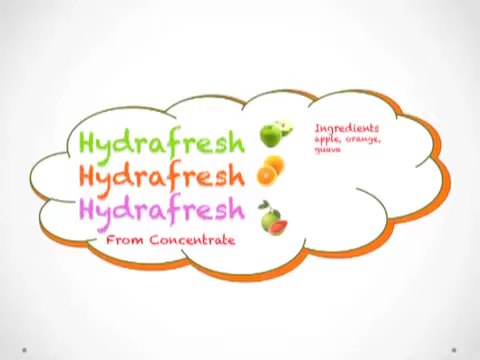 Hydrafresh
Hydrafresh
Hydrafresh
From Concentrate
Ingredients
apple, orange,
guava